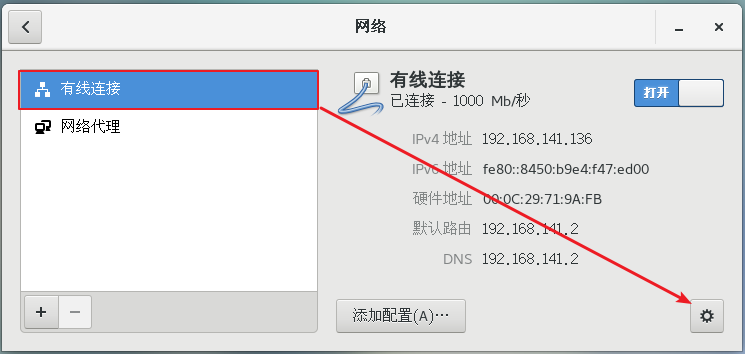 网络
有线连接
网络代理
有线连接
已连接 - 1000 Mb/秒
打开
IPv4 地址 192.168.141.136
IPv6 地址 fe80::8450:b9e4:f47:ed00
硬件地址 00:0C:29:71:9A:FB
默认路由 192.168.141.2
DNS 192.168.141.2
添加配置(A)…